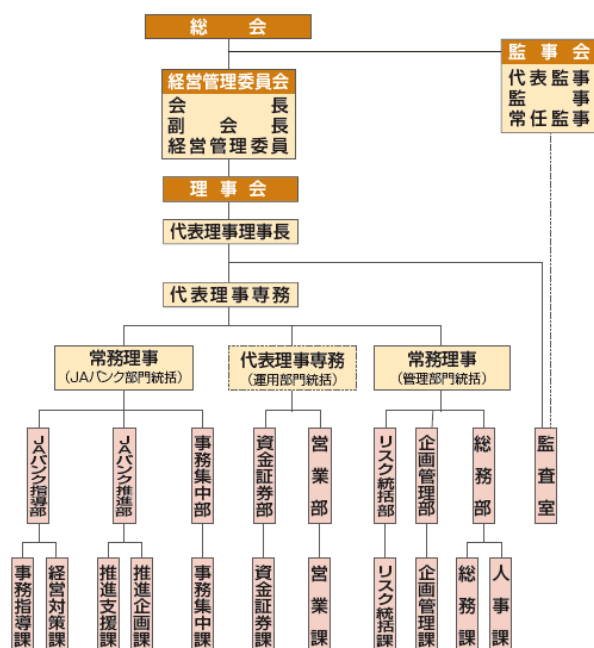 総会
監事会
代表監事
監事
常任監事
経営管理委員会
会長
副会長
経営管理委員
理事会
代表理事理事長
代表理事専務
常務理事
(JAバンク部門統括)
代表理事専務
(運用部門統括)
常務理事
(管理部門統括)
JAバンク指導部
JAバンク推進部
事務集中部
資金証券部
営業部
リスク統括部
企画管理部
総務部
監査室
事務指導課
経営対策課
推進支援課
推進企画課
事務集中課
資金証券課
営業課
リスク統括課
企画管理課
総務課
人事課